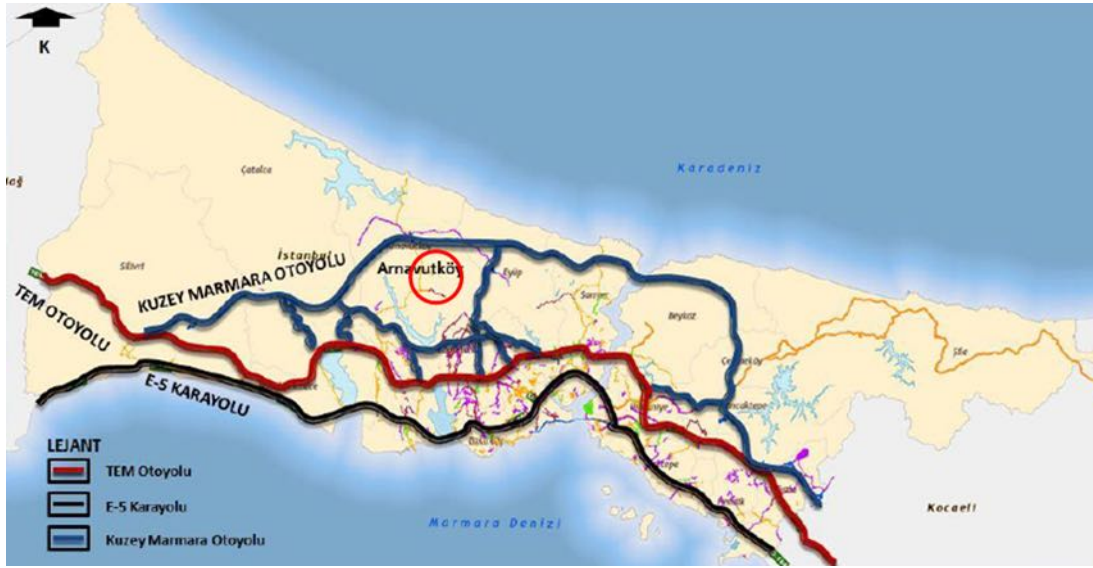 K
Karadeniz
Çatalca
İstanbul
Silivri
Arnavutköy
Eyüp
Sarıyer
Beykoz
Şile
KUZEY MARMARA OTOYOLU
TEM OTOYOLU
E-5 KARAYOLU
LEJANT
TEM Otoyolu
E-5 Karayolu
Kuzey Marmara Otoyolu
Marmara Denizi
Kocaeli